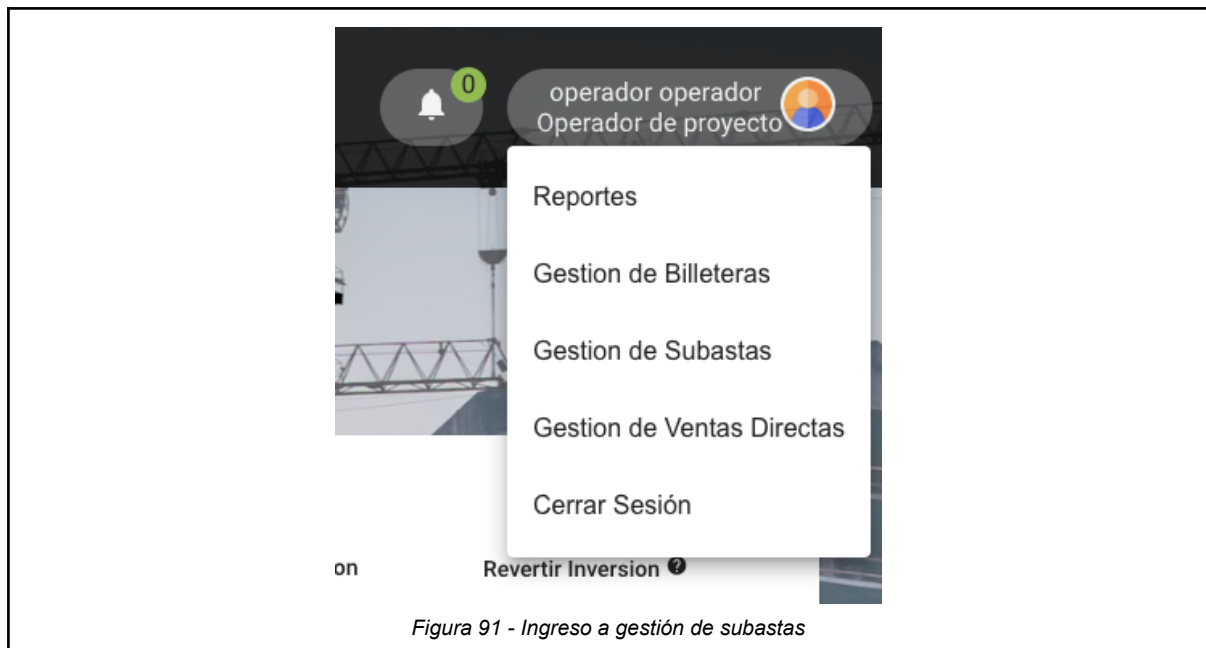 0
operador operador
Operador de proyecto
Reportes
Gestion de Billeteras
Gestion de Subastas
Gestion de Ventas Directas
Cerrar Sesión
on
Revertir Inversion ?
Figura 91 - Ingreso a gestión de subastas